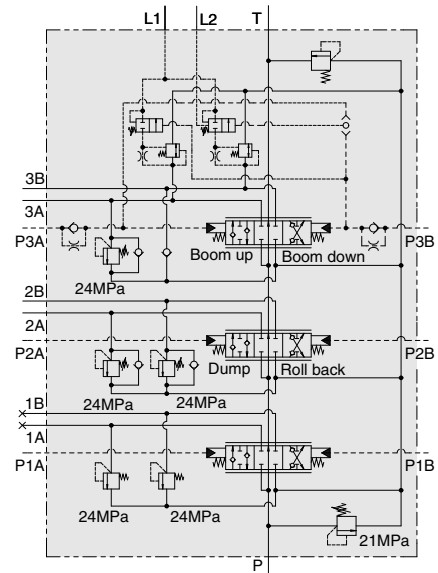 L1 L2 T
3B
3A
P3A P3B
Boom up Boom down
24MPa
2B
2A
P2A P2B
Dump Roll back
24MPa 24MPa
1B
1A
P1A P1B
24MPa 24MPa
21MPa
P